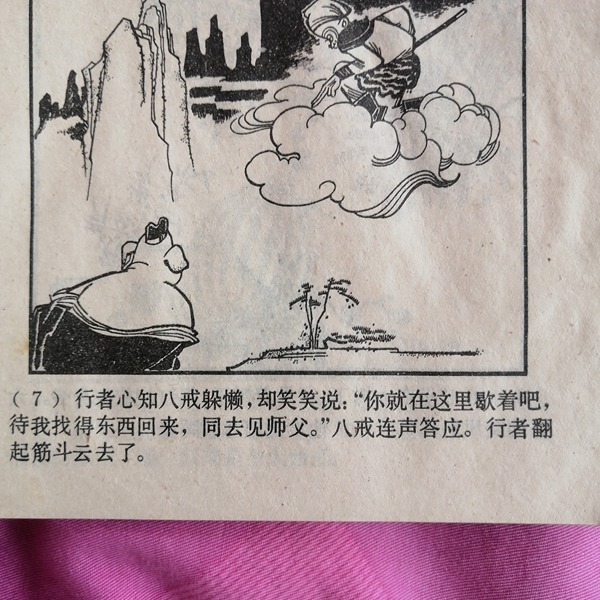 （7）行者心知八戒躲懒，却笑笑说：“你就在这里歇着吧，
待我找得东西回来，同去见师父。”八戒连声答应。行者翻
起筋斗云去了。